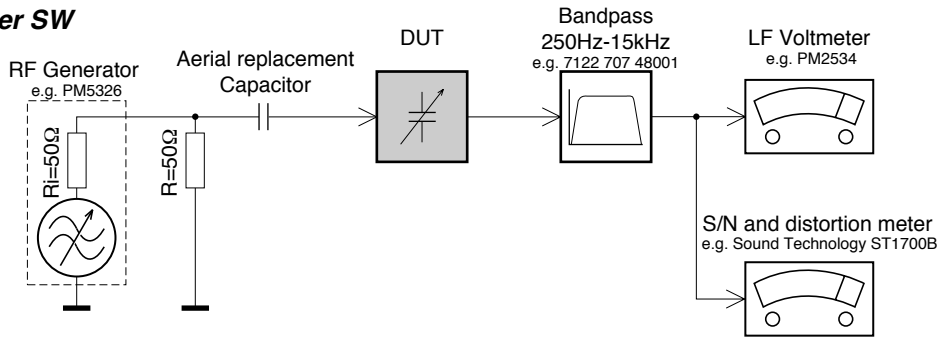 er SW
RF Generator
e.g. PM5326
Ri=50Ω
R=50Ω
Aerial replacement
Capacitor
DUT
Bandpass
250Hz-15kHz
e.g. 7122 707 48001
LF Voltmeter
e.g. PM2534
S/N and distortion meter
e.g. Sound Technology ST1700B